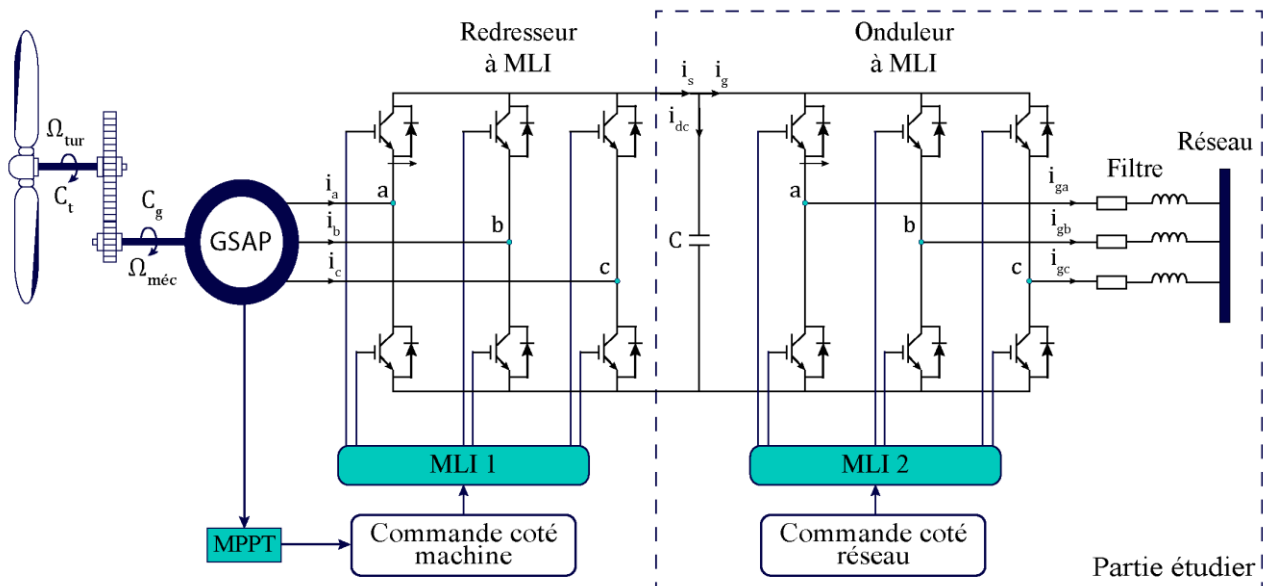 Redresseur
à MLI
Onduleur
à MLI
i_s
i_g
i_dc
Ω_tur
C_t
C_g
Ω_méc
GSAP
i_a
i_b
i_c
a
b
c
C
a
b
c
i_ga
i_gb
i_gc
Filtre
Réseau
MLI 1
MLI 2
MPPT
Commande coté
machine
Commande coté
réseau
Partie étudier